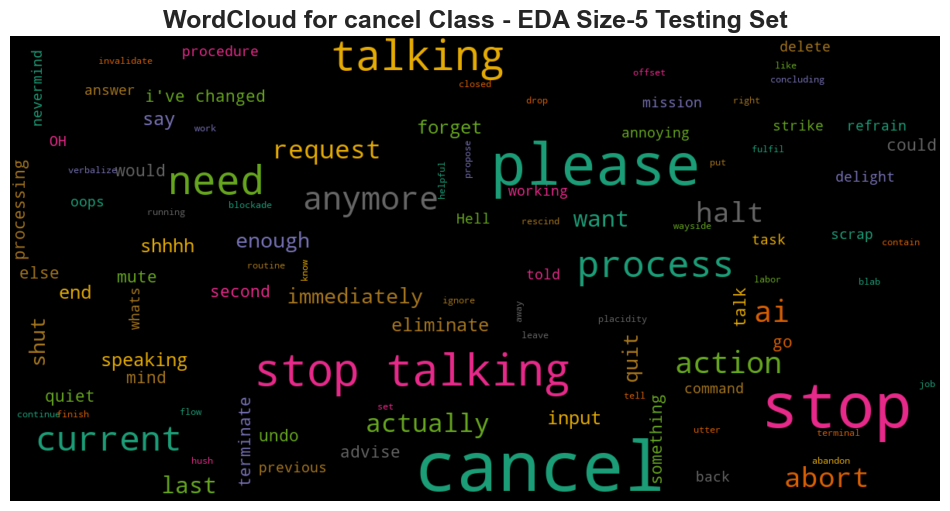 WordCloud for cancel Class - EDA Size-5 Testing Set
talking
delete
procedure
invalidate
nevermind
like
offset
concluding
closed
answer
i've changed
drop
mission
right
say
work
forget
annoying
strike
refrain
OH
request
please
could
fulfil
propose
processing
verbalize
would
need
helpful
put
delight
working
anymore
oops
running
blockade
Hell
rescind
want
halt
wayside
shhhh
enough
task
scrap
contain
else
mute
routine
know
told
process
labor
blab
end
second
immediately
ignore
whats
away
placidity
talk
ai
shut
eliminate
leave
go
speaking
mind
stop talking
quit
action
command
job
quiet
tell
stop
continue
finish
flow
set
actually
input
something
utter
terminal
current
terminate
undo
hush
previous
advise
cancel
back
abandon
abort
last